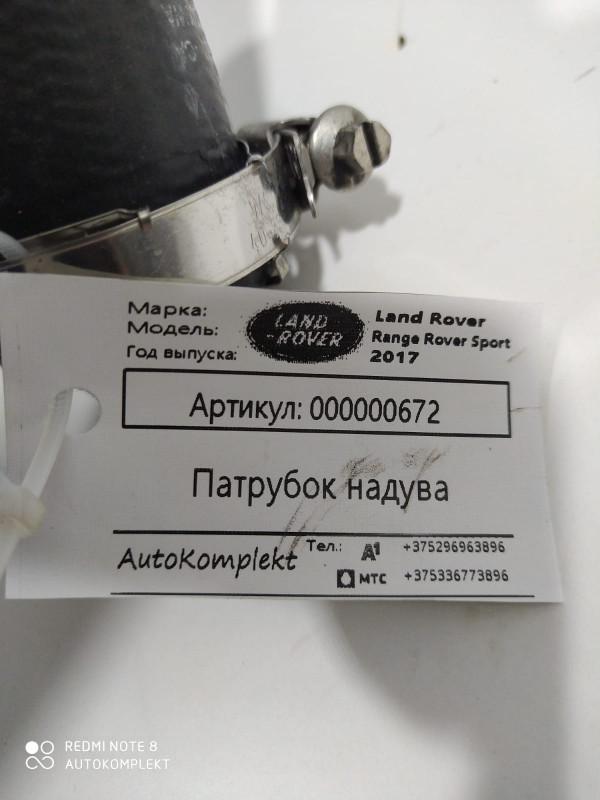 Марка:
Модель:
Год выпуска:
LAND
-ROVER
Land Rover
Range Rover Sport
2017
Артикул: 000000672
Патрубок надува
AutoKomplekt
Тел.: A1 +375296963896
МТС +375336773896
REDMI NOTE 8
AUTOKOMPLEKT